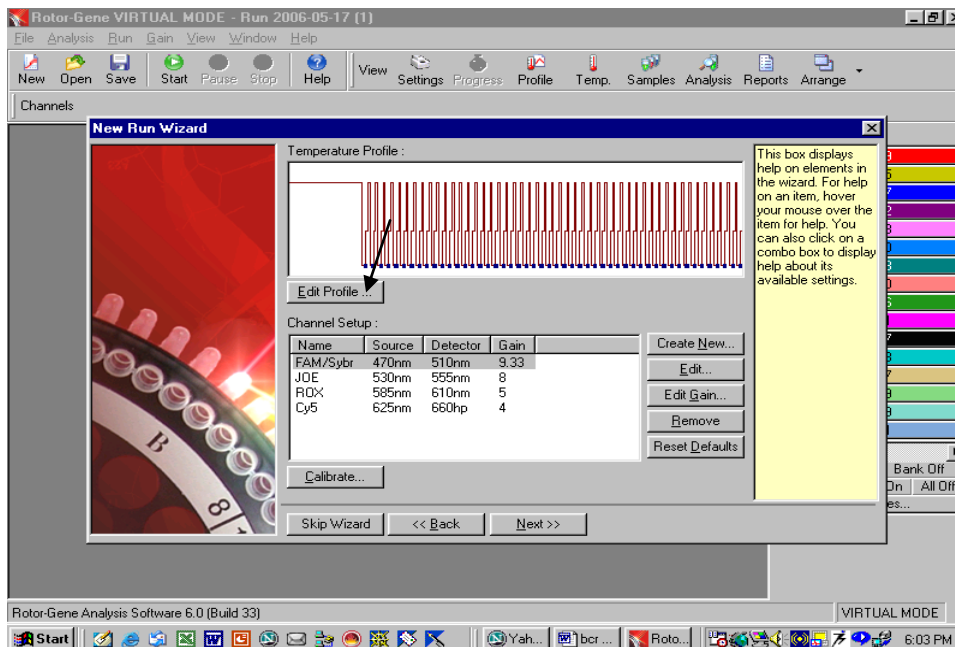 Rotor-Gene VIRTUAL MODE - Run 2006-05-17 (1)
File Analysis Run Gain View Window Help
New Open Save Start Pause Stop Help View Settings Progress Profile Temp. Samples Analysis Reports Arrange
Channels
New Run Wizard
Temperature Profile :
This box displays
help on elements in
the wizard. For help
on an item, hover
your mouse over the
item for help. You
can also click on a
combo box to display
help about its
available settings.
Edit Profile ...
Channel Setup :
Name Source Detector Gain
FAM/Sybr 470nm 510nm 9.33
JOE 530nm 555nm 8
ROX 585nm 610nm 5
Cy5 625nm 660hp 4
Create New...
Edit...
Edit Gain...
Remove
Reset Defaults
Calibrate...
Skip Wizard << Back Next >>
Bank Off
On All Off
es...
8
Rotor-Gene Analysis Software 6.0 (Build 33) VIRTUAL MODE
Start Yah... bcr ... Roto... 6:03 PM